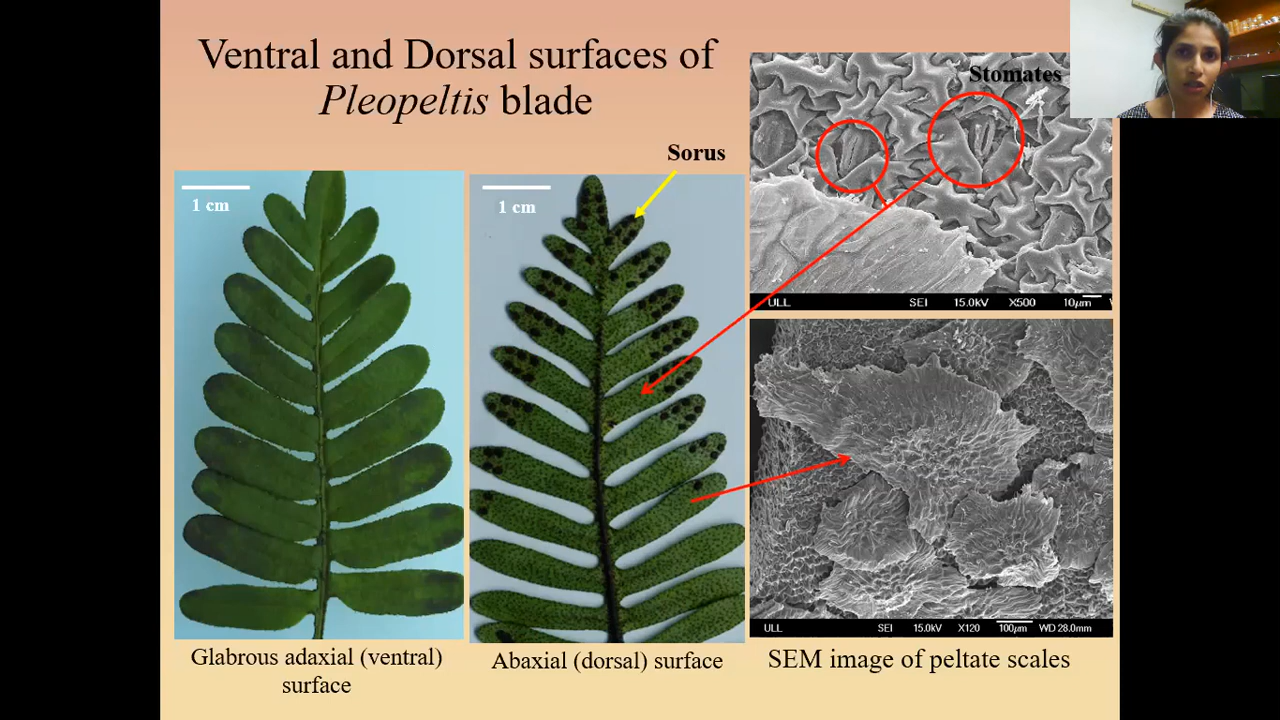 Ventral and Dorsal surfaces of
Pleopeltis blade
Stomates
Sorus
1 cm
1 cm
ULL SEI 15.0kV X500 10μm
ULL SEI 15.0kV X120 100μm WD 28.0mm
Glabrous adaxial (ventral)
surface
Abaxial (dorsal) surface
SEM image of peltate scales